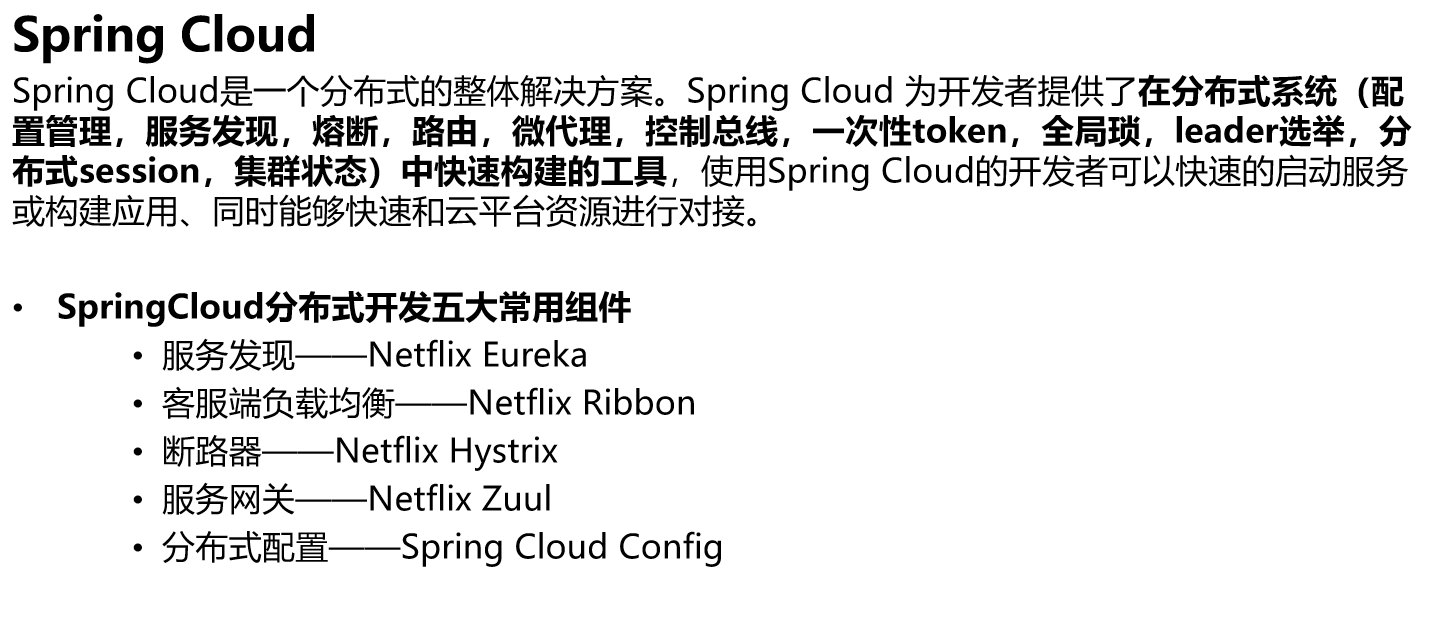 Spring Cloud
Spring Cloud是一个分布式的整体解决方案。Spring Cloud 为开发者提供了在分布式系统（配
置管理，服务发现，熔断，路由，微代理，控制总线，一次性token，全局琐，leader选举，分
布式session，集群状态）中快速构建的工具，使用Spring Cloud的开发者可以快速的启动服务
或构建应用、同时能够快速和云平台资源进行对接。
• SpringCloud分布式开发五大常用组件
• 服务发现——Netflix Eureka
• 客服端负载均衡——Netflix Ribbon
• 断路器——Netflix Hystrix
• 服务网关——Netflix Zuul
• 分布式配置——Spring Cloud Config